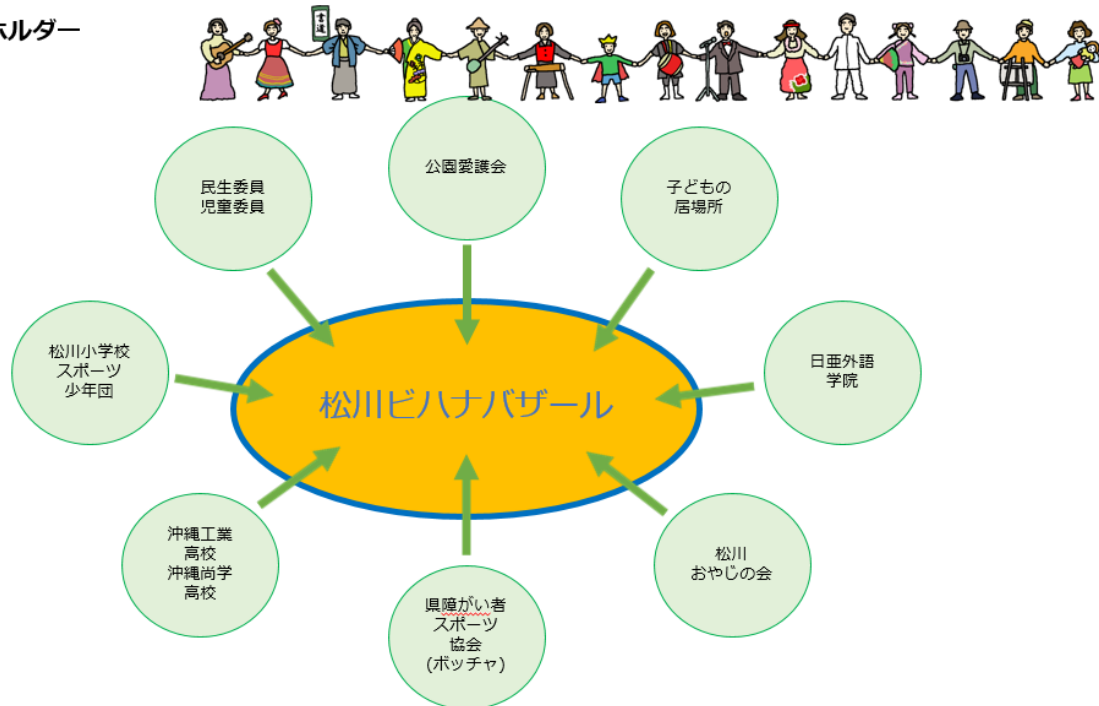 ホルダー
書道
公園愛護会
民生委員
児童委員
子どもの
居場所
松川小学校
スポーツ
少年団
日亜外語
学院
松川ビハナバザール
沖縄工業
高校
沖縄尚学
高校
松川
おやじの会
県障がい者
スポーツ
協会
(ボッチャ)